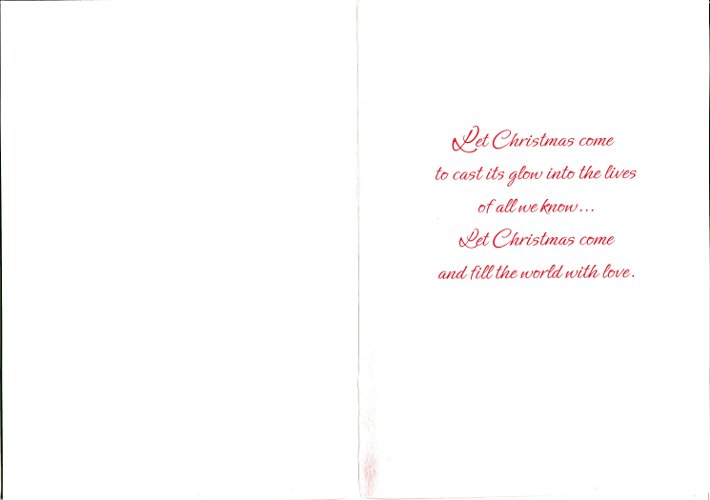 Let Christmas come
to cast its glow into the lives
of all we know...
Let Christmas come
and fill the world with love.